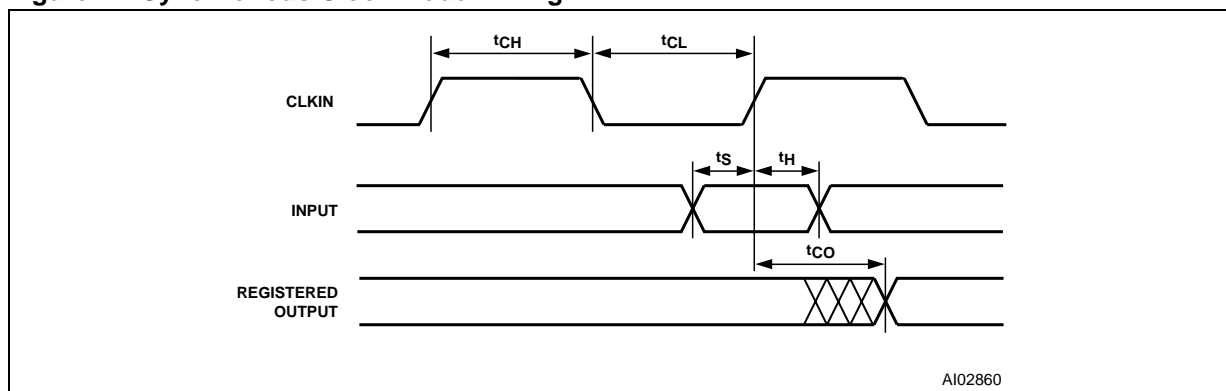 tCH
tCL
CLKIN
tS
tH
INPUT
tCO
REGISTERED
OUTPUT
AI02860